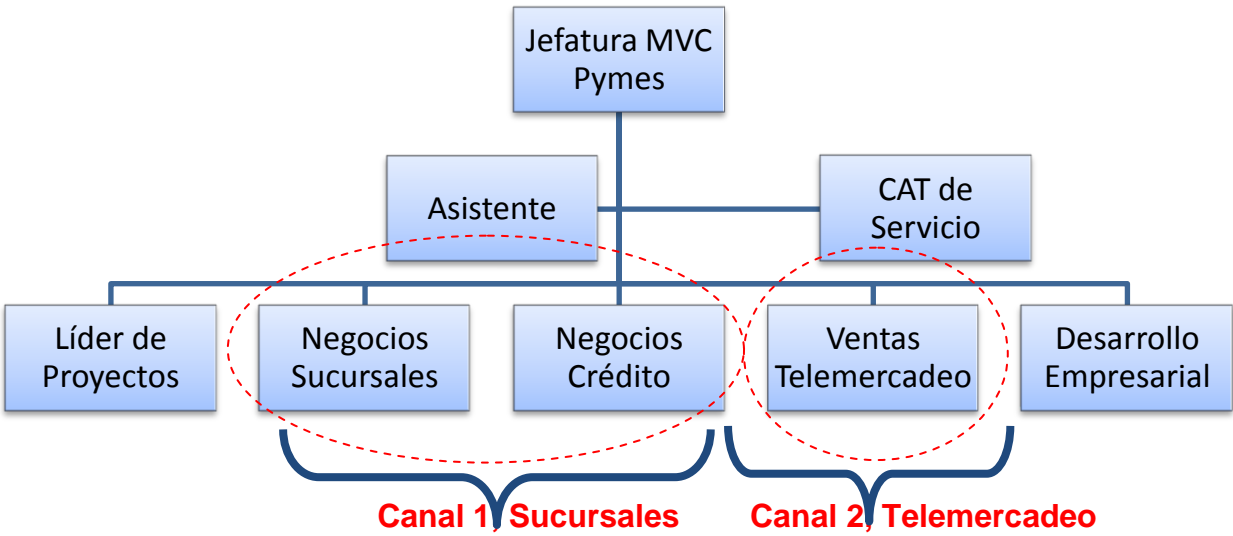 Jefatura MVC
Pymes
Asistente
CAT de
Servicio
Líder de
Proyectos
Negocios
Sucursales
Negocios
Crédito
Ventas
Telemercadeo
Desarrollo
Empresarial
Canal 1, Sucursales
Canal 2, Telemercadeo